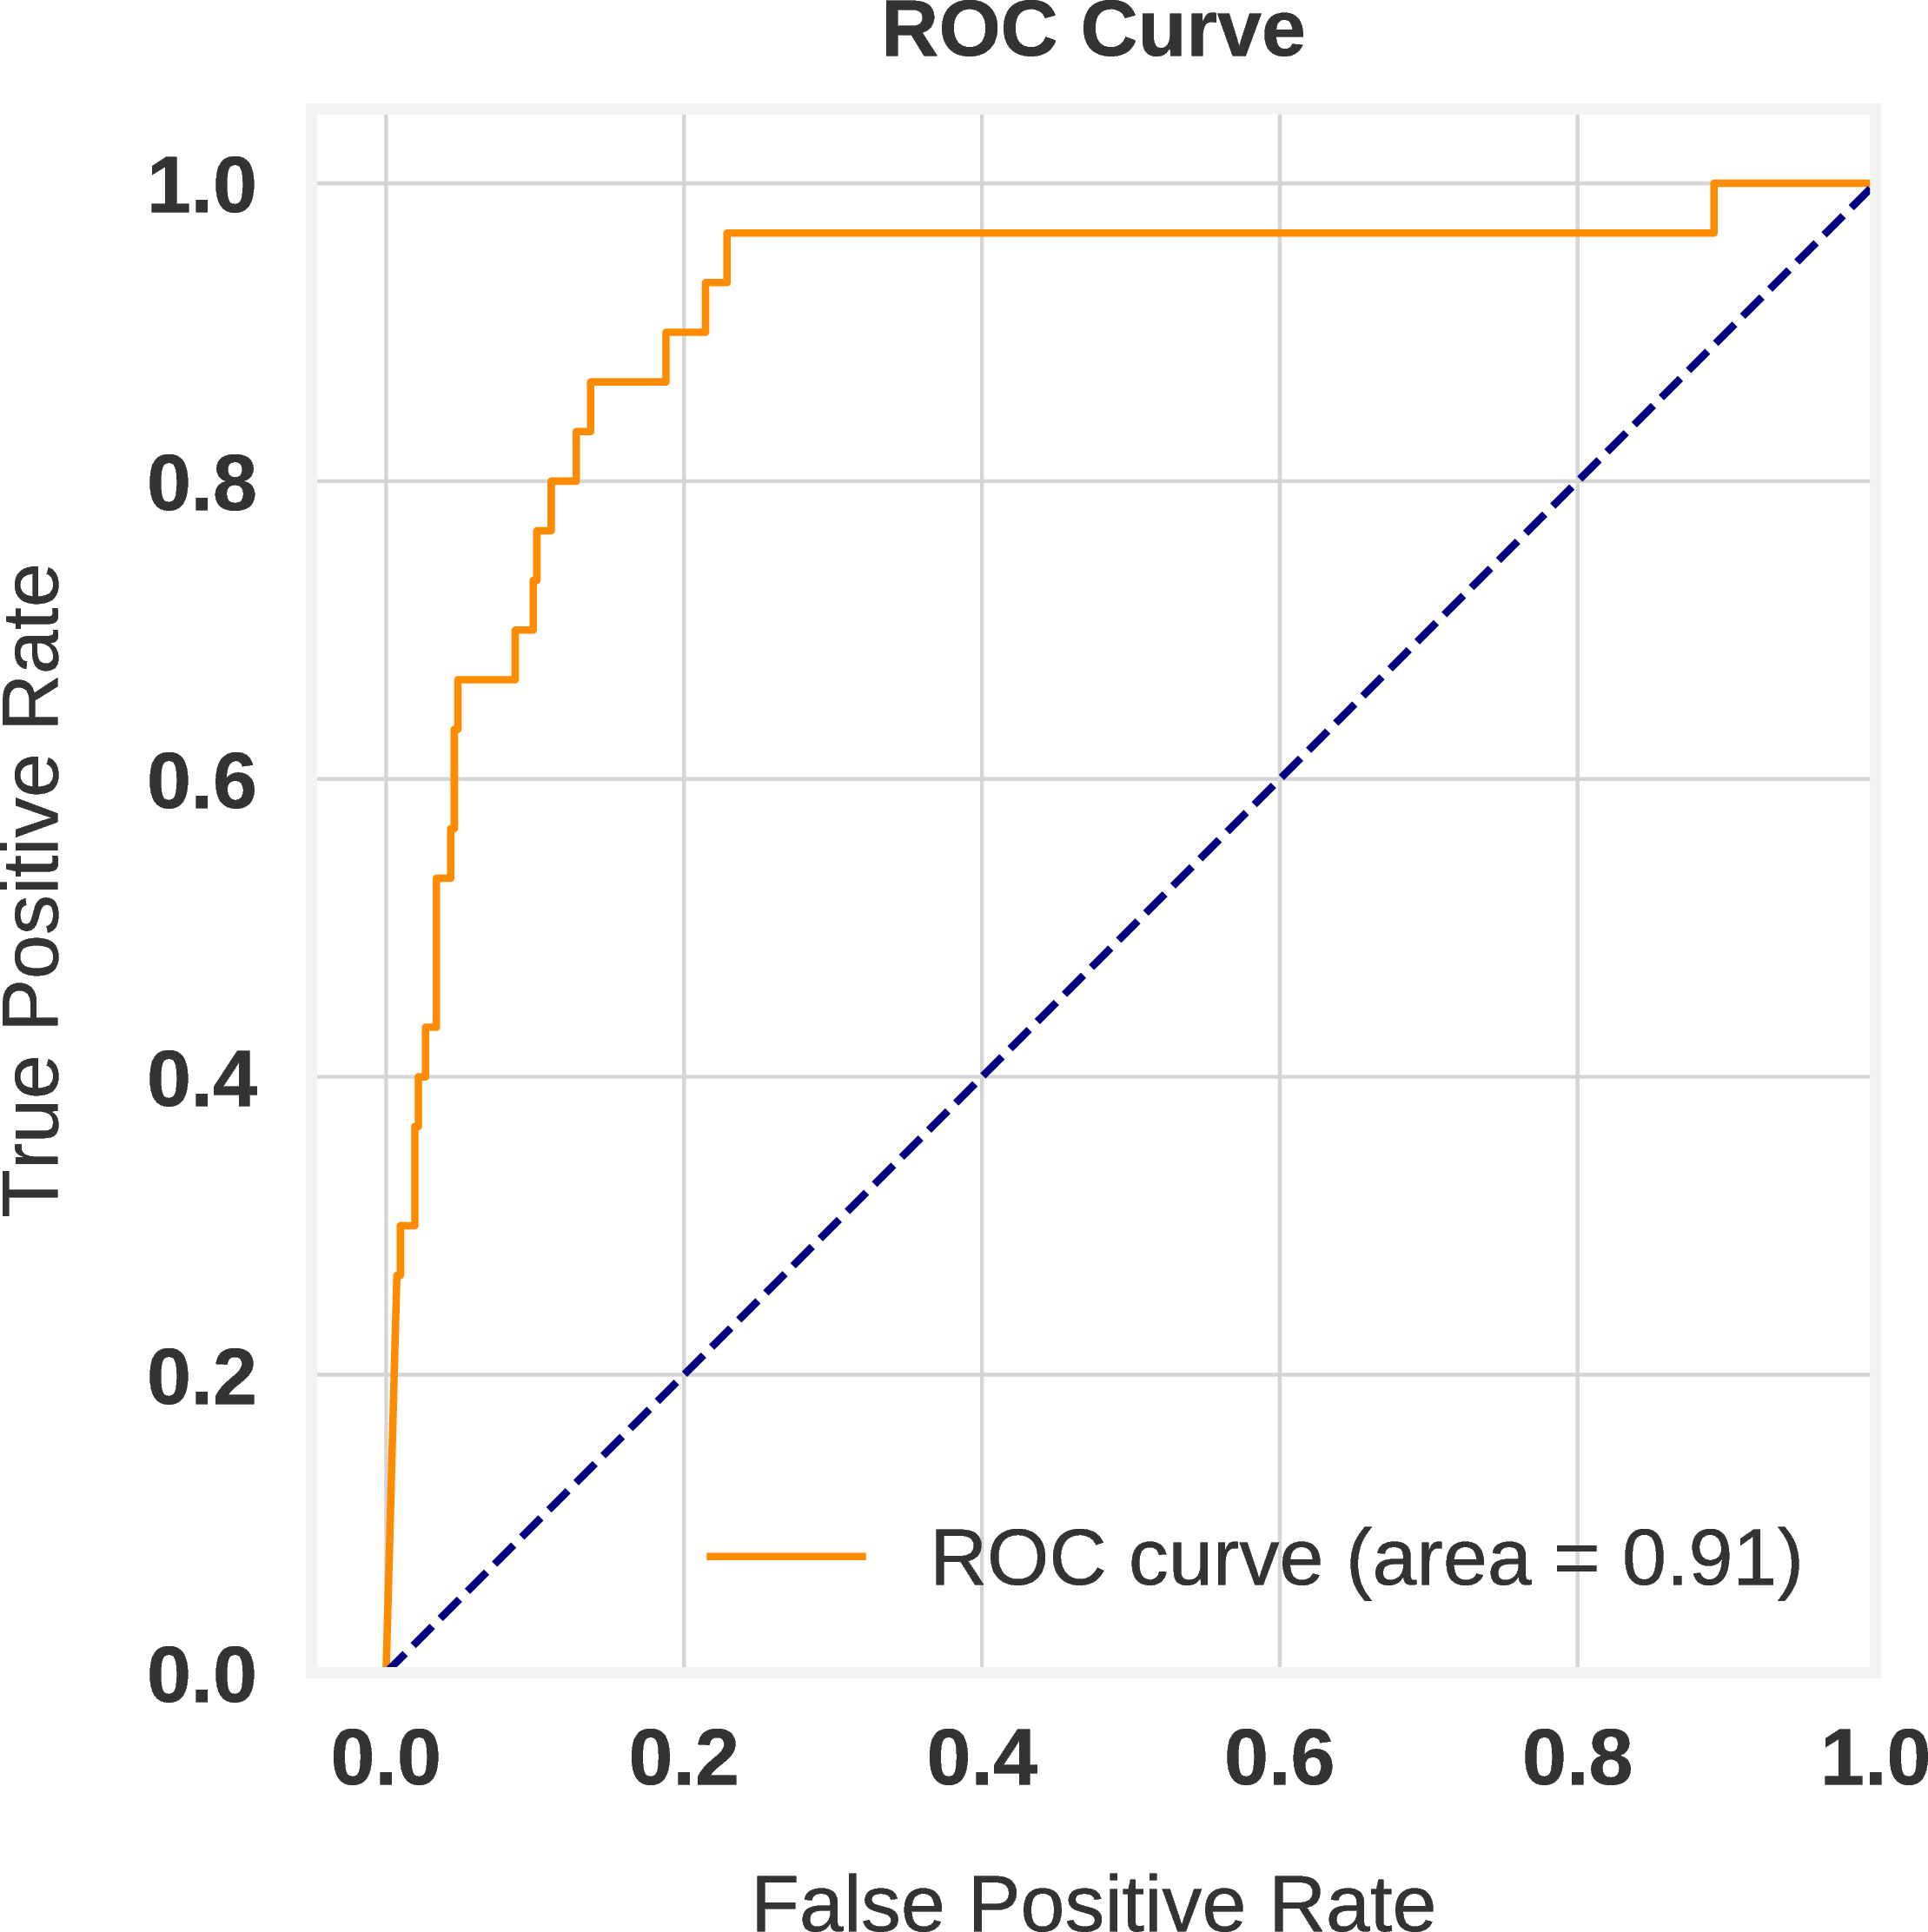 ROC Curve
1.0
0.8
0.6
0.4
0.2
0.0
True Positive Rate
ROC curve (area = 0.91)
0.0 0.2 0.4 0.6 0.8 1.0
False Positive Rate